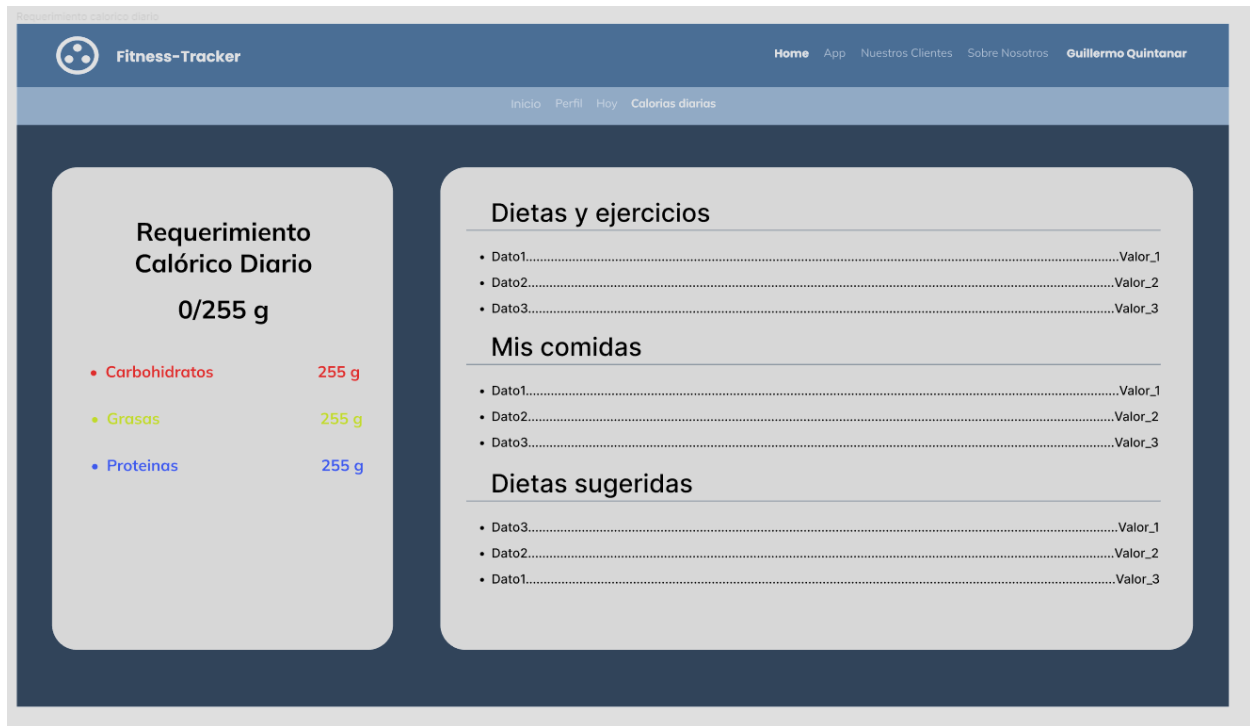 Requerimiento calórico diario
Fitness-Tracker
Home App Nuestros Clientes Sobre Nosotros Guillermo Quintanar
Inicio Perfil Hoy Calorias diarias
Requerimiento
Calórico Diario
0/255 g
• Carbohidratos 255 g
• Grasas 255 g
• Proteinas 255 g
Dietas y ejercicios
• Dato1........................................Valor_1
• Dato2........................................Valor_2
• Dato3........................................Valor_3
Mis comidas
• Dato1........................................Valor_1
• Dato2........................................Valor_2
• Dato3........................................Valor_3
Dietas sugeridas
• Dato3........................................Valor_1
• Dato2........................................Valor_2
• Dato1........................................Valor_3